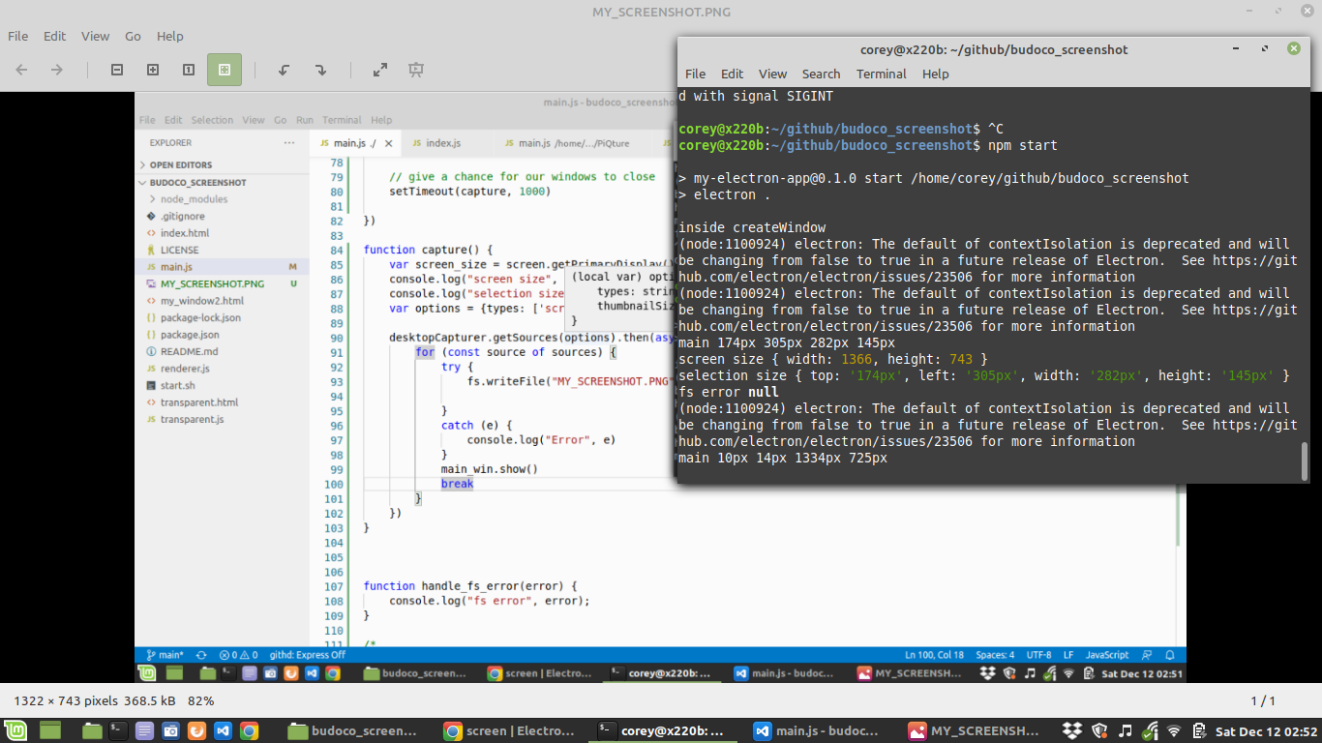 MY_SCREENSHOT.PNG
File Edit View Go Help
corey@x220b: ~/github/budoco_screenshot
File Edit View Search Terminal Help
d with signal SIGINT
corey@x220b:~/github/budoco_screenshot$ ^C
corey@x220b:~/github/budoco_screenshot$ npm start
> my-electron-app@0.1.0 start /home/corey/github/budoco_screenshot
> electron .
inside createWindow
(node:1100924) electron: The default of contextIsolation is deprecated and will
be changing from false to true in a future release of Electron.  See https://git
hub.com/electron/electron/issues/23506 for more information
(node:1100924) electron: The default of contextIsolation is deprecated and will
be changing from false to true in a future release of Electron.  See https://git
hub.com/electron/electron/issues/23506 for more information
main 174px 305px 282px 145px
screen size { width: 1366, height: 743 }
selection size { top: '174px', left: '305px', width: '282px', height: '145px' }
fs error null
(node:1100924) electron: The default of contextIsolation is deprecated and will
be changing from false to true in a future release of Electron.  See https://git
hub.com/electron/electron/issues/23506 for more information
main 10px 14px 1334px 725px
main.js - budoco_screensho
File Edit Selection View Go Run Terminal Help
EXPLORER ...
OPEN EDITORS
BUDOCO_SCREENSHOT
node_modules
.gitignore
index.html
LICENSE
main.js M
MY_SCREENSHOT.PNG U
my_window2.html
package-lock.json
package.json
README.md
renderer.js
start.sh
transparent.html
transparent.js
JS main.js ./ JS index.js JS main.js /home/.../PiQture
78
79 // give a chance for our windows to close
80 setTimeout(capture, 1000)
81
82 })
83
84 function capture() {
85 var screen_size = screen.getPrimaryDisplay(
86 console.log("screen size",
87 console.log("selection size
88 var options = {types: ['scr
89
90 desktopCapturer.getSources(options).then(asy
91 for (const source of sources) {
92 try {
93 fs.writeFile("MY_SCREENSHOT.PNG"
94
95 }
96 catch (e) {
97 console.log("Error", e)
98 }
99 main_win.show()
100 break
101 }
102 })
103 }
104
105
106
107 function handle_fs_error(error) {
108 console.log("fs error", error);
109 }
110
111 /*
(local var) opti
types: strin
thumbnailSiz
}
main* 0 0 githd: Express Off Ln 100, Col 18 Spaces: 4 UTF-8 LF JavaScript
budoco_screen... screen | Electro... corey@x220b: ... main.js - budoc... MY_SCREENSH... Sat Dec 12 02:51
1322 × 743 pixels 368.5 kB 82% 1 / 1
budoco_screen... screen | Electro... corey@x220b: ... main.js - budoc... MY_SCREENSH... Sat Dec 12 02:52